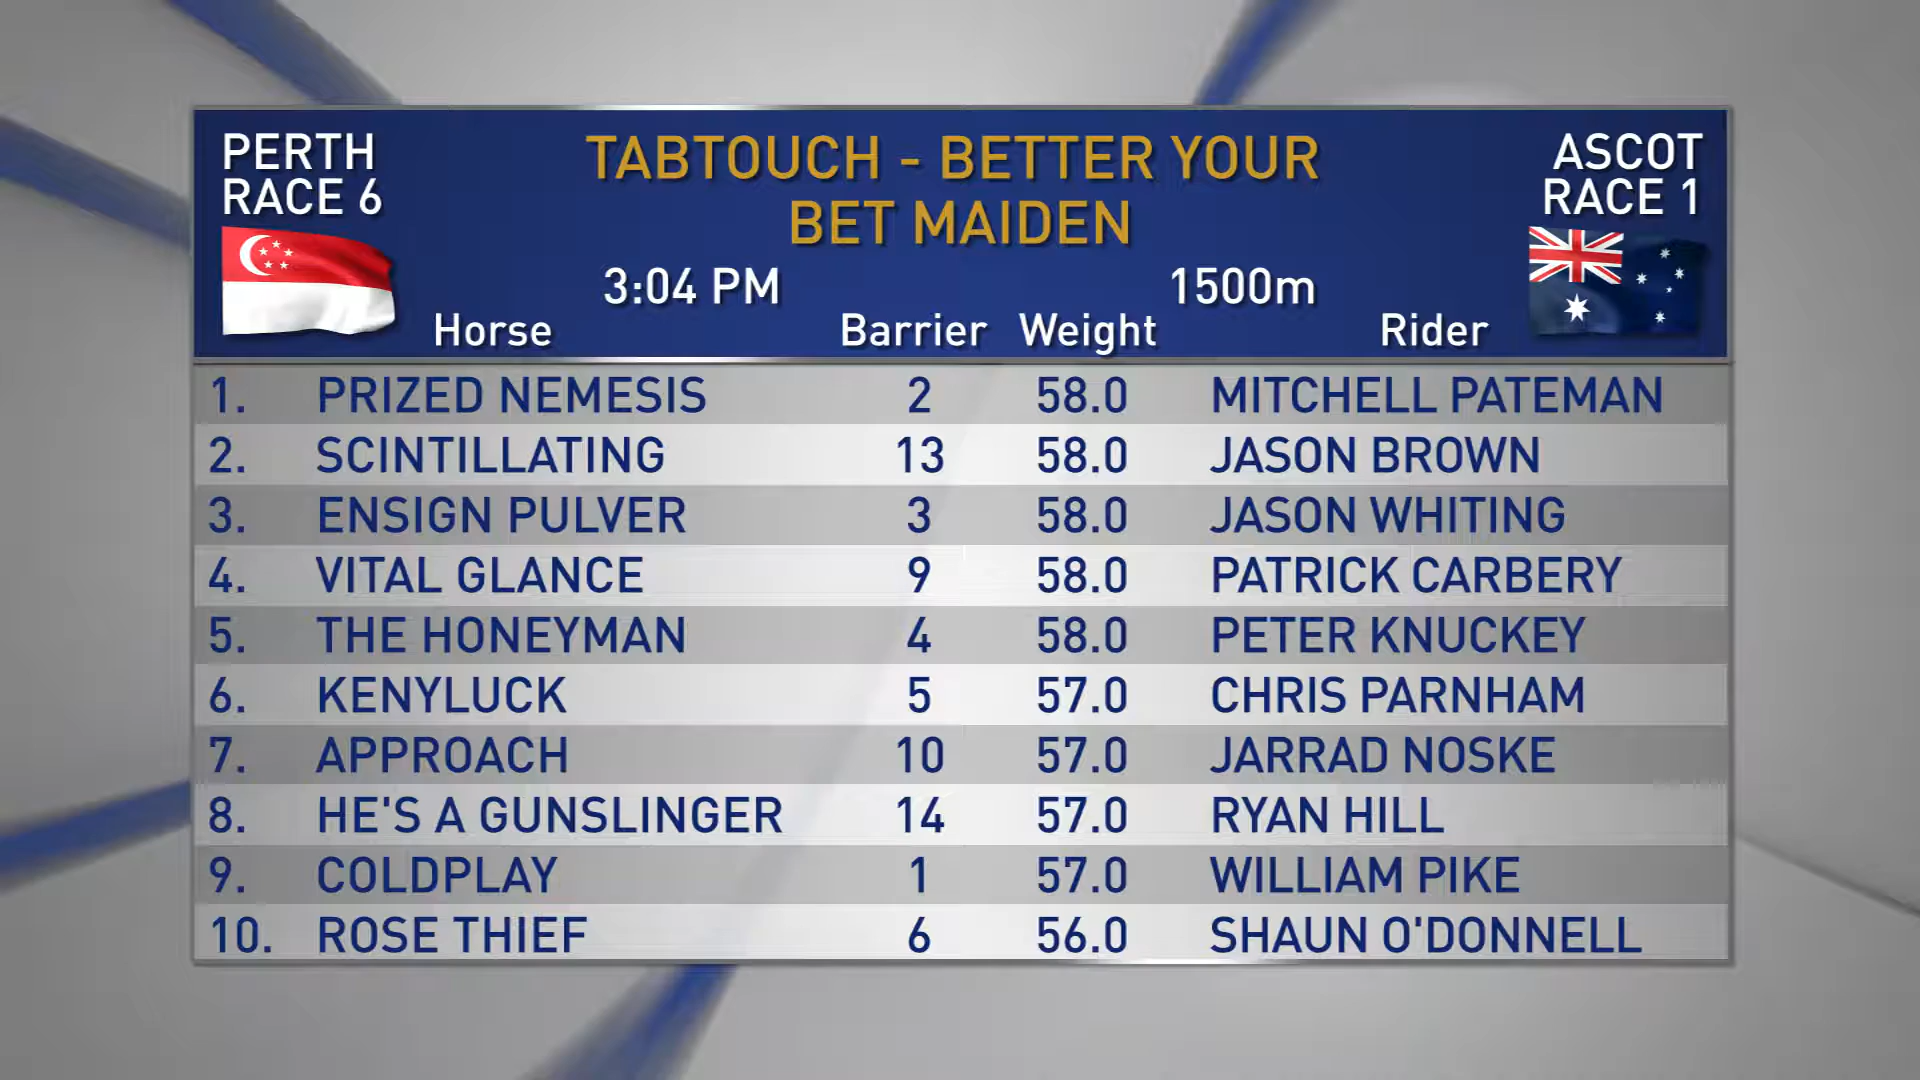 PERTH
RACE 6
TABTOUCH - BETTER YOUR
BET MAIDEN
ASCOT
RACE 1
3:04 PM 1500m
Horse Barrier Weight Rider
1. PRIZED NEMESIS 2 58.0 MITCHELL PATEMAN
2. SCINTILLATING 13 58.0 JASON BROWN
3. ENSIGN PULVER 3 58.0 JASON WHITING
4. VITAL GLANCE 9 58.0 PATRICK CARBERY
5. THE HONEYMAN 4 58.0 PETER KNUCKEY
6. KENYLUCK 5 57.0 CHRIS PARNHAM
7. APPROACH 10 57.0 JARRAD NOSKE
8. HE'S A GUNSLINGER 14 57.0 RYAN HILL
9. COLDPLAY 1 57.0 WILLIAM PIKE
10. ROSE THIEF 6 56.0 SHAUN O'DONNELL